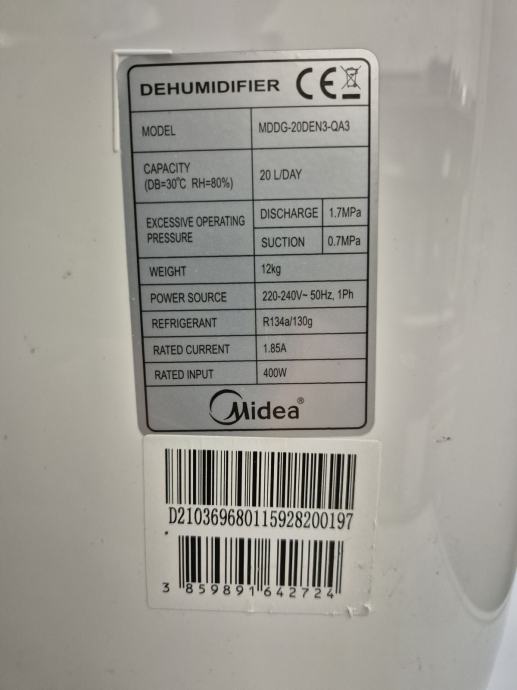 DEHUMIDIFIER CE
MODEL MDDG-20DEN3-QA3
CAPACITY
(DB=30℃ RH=80%) 20 L/DAY
EXCESSIVE OPERATING
PRESSURE
DISCHARGE 1.7MPa
SUCTION 0.7MPa
WEIGHT 12kg
POWER SOURCE 220-240V~ 50Hz, 1Ph
REFRIGERANT R134a/130g
RATED CURRENT 1.85A
RATED INPUT 400W
Midea®
D210369680115928200197
3 859891 642724